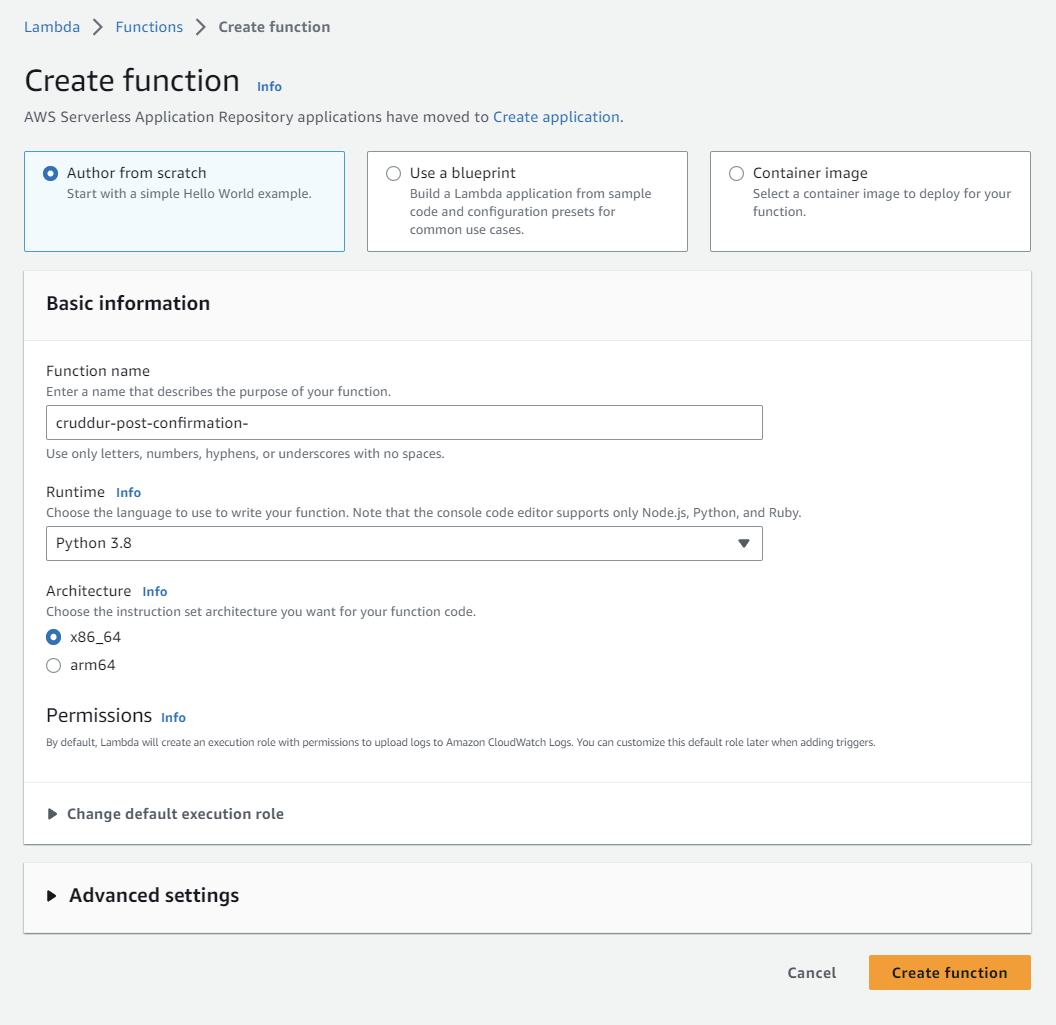 Lambda > Functions > Create function
Create function Info
AWS Serverless Application Repository applications have moved to Create application.
Author from scratch
Start with a simple Hello World example.
Use a blueprint
Build a Lambda application from sample
code and configuration presets for
common use cases.
Container image
Select a container image to deploy for your
function.
Basic information
Function name
Enter a name that describes the purpose of your function.
cruddur-post-confirmation-
Use only letters, numbers, hyphens, or underscores with no spaces.
Runtime Info
Choose the language to use to write your function. Note that the console code editor supports only Node.js, Python, and Ruby.
Python 3.8
Architecture Info
Choose the instruction set architecture you want for your function code.
x86_64
arm64
Permissions Info
By default, Lambda will create an execution role with permissions to upload logs to Amazon CloudWatch Logs. You can customize this default role later when adding triggers.
Change default execution role
Advanced settings
Cancel Create function